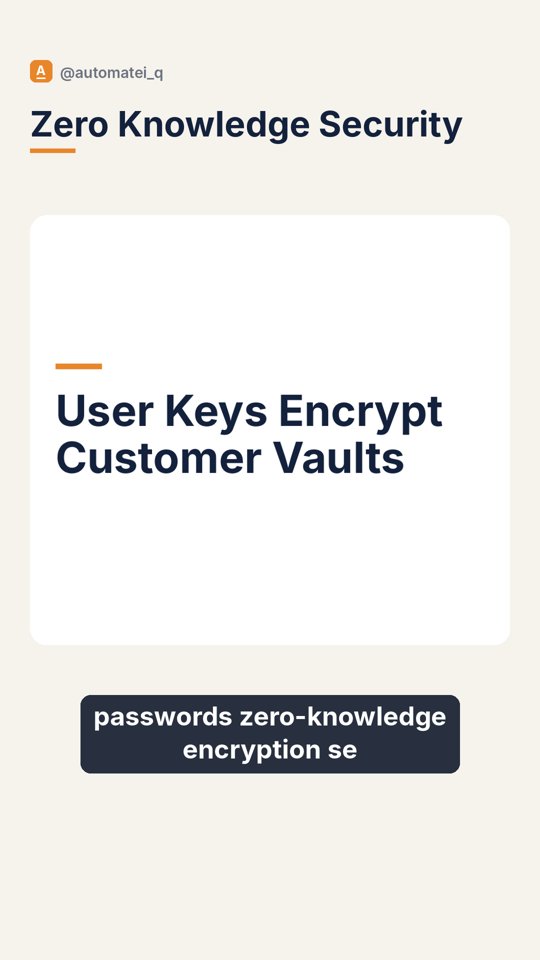 A
@automatei_q
Zero Knowledge Security
User Keys Encrypt
Customer Vaults
passwords zero-knowledge
encryption se